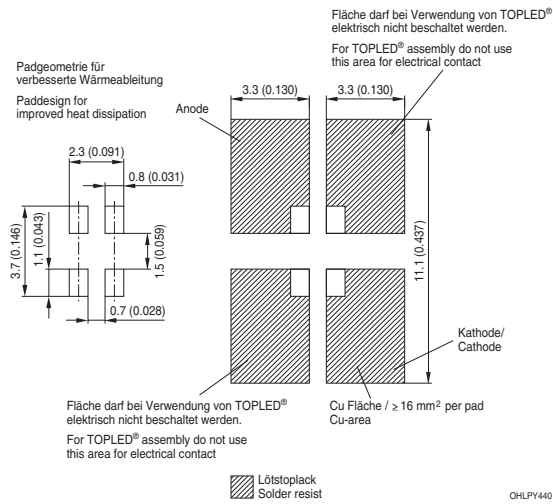 Fläche darf bei Verwendung von TOPLED®
elektrisch nicht beschaltet werden.
For TOPLED® assembly do not use
this area for electrical contact
Padgeometrie für
verbesserte Wärmeableitung
Paddesign for
improved heat dissipation
Anode
3.3 (0.130)
3.3 (0.130)
2.3 (0.091)
0.8 (0.031)
3.7 (0.146)
1.1 (0.043)
1.5 (0.059)
11.1 (0.437)
0.7 (0.028)
Kathode/
Cathode
Fläche darf bei Verwendung von TOPLED®
elektrisch nicht beschaltet werden.
For TOPLED® assembly do not use
this area for electrical contact
Cu Fläche / ≥ 16 mm² per pad
Cu-area
Lötstoplack
Solder resist
OHLPY440